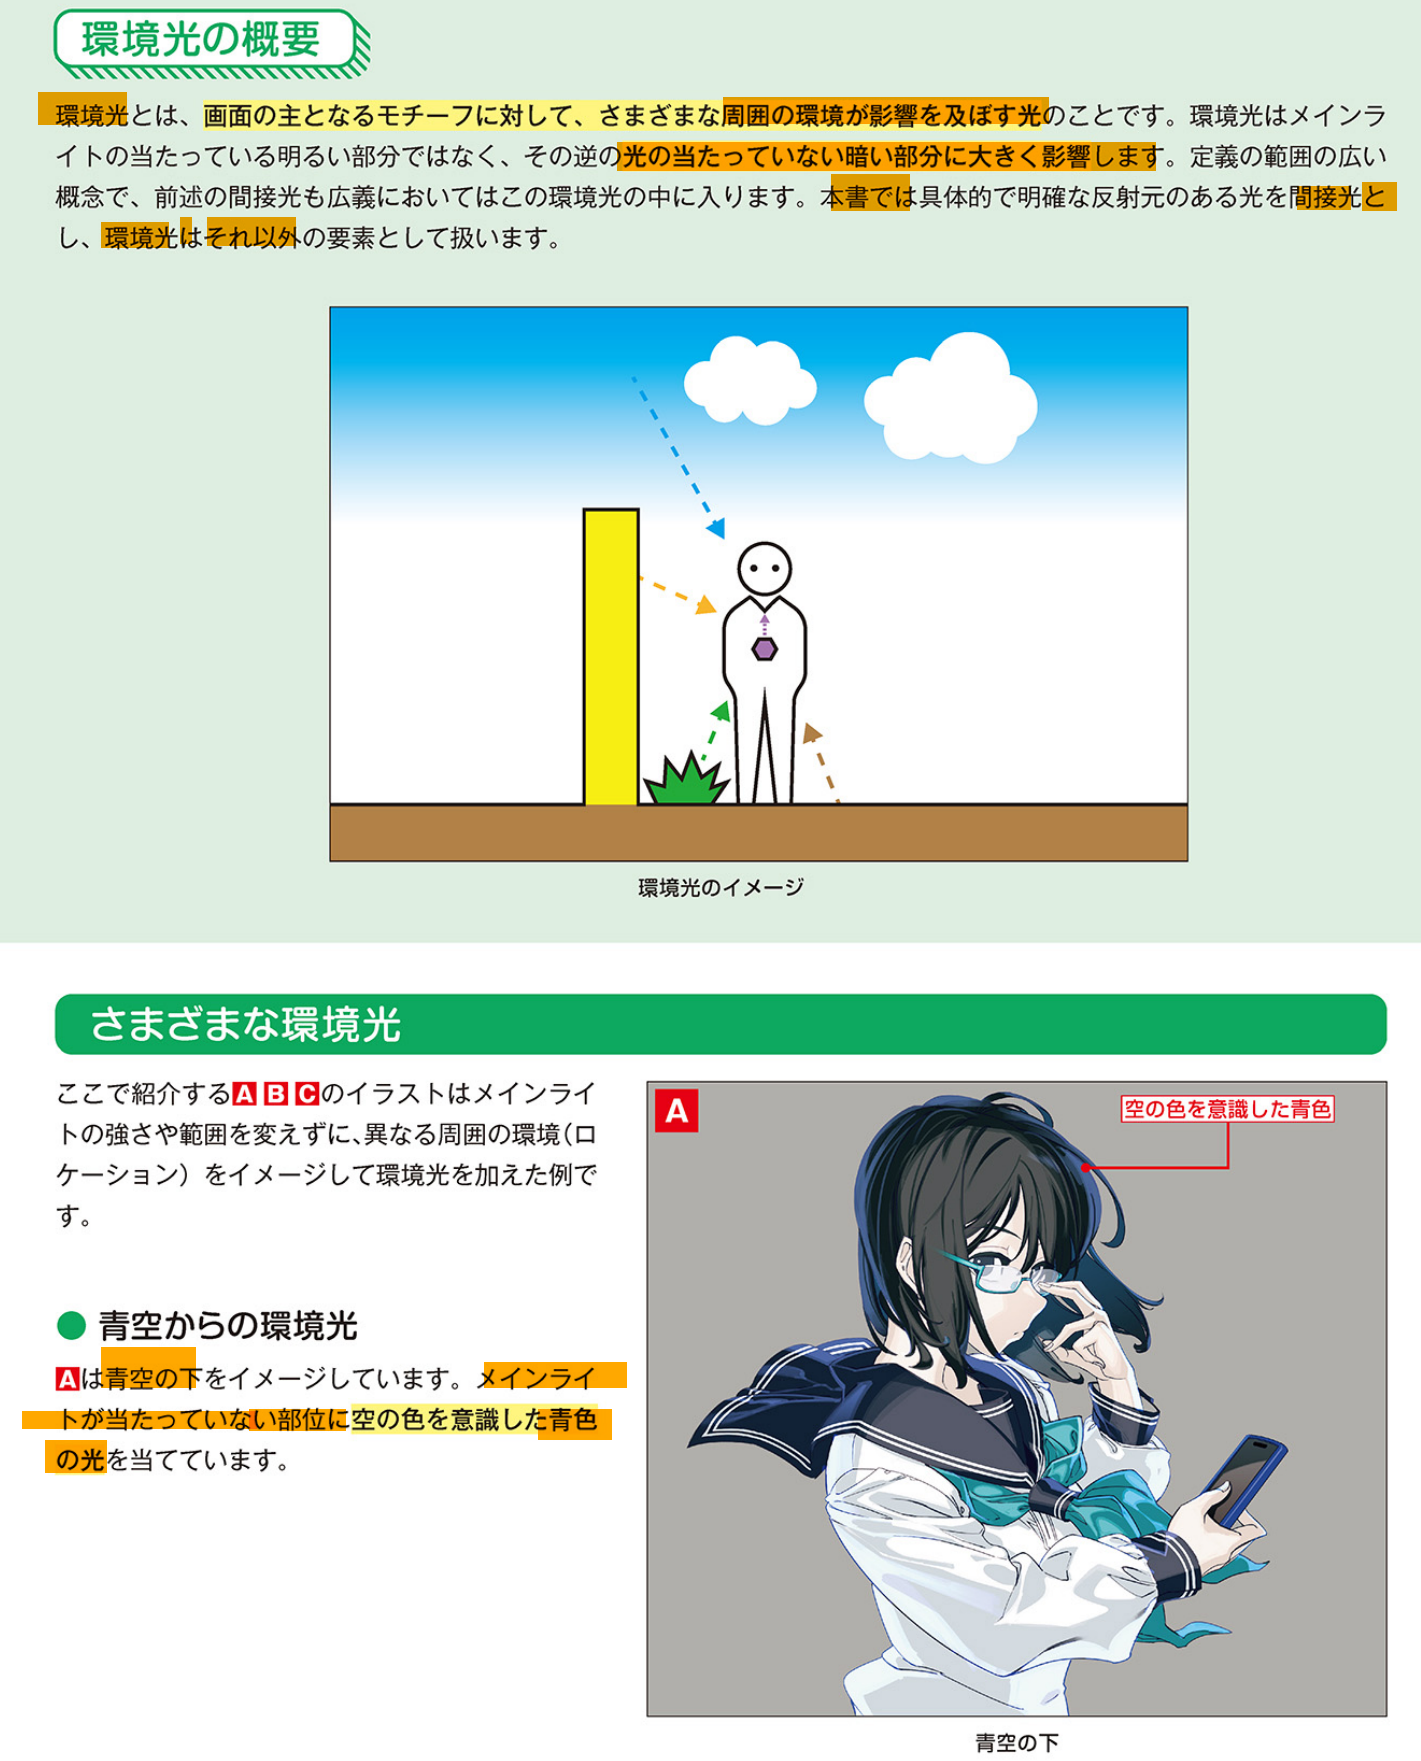 環境光の概要
環境光とは、画面の主となるモチーフに対して、さまざまな周囲の環境が影響を及ぼす光のことです。環境光はメインラ
イトの当たっている明るい部分ではなく、その逆の光の当たっていない暗い部分に大きく影響します。定義の範囲の広い
概念で、前述の間接光も広義においてはこの環境光の中に入ります。本書では具体的で明確な反射元のある光を間接光と
し、環境光はそれ以外の要素として扱います。
環境光のイメージ
さまざまな環境光
ここで紹介するA B Cのイラストはメインライ
トの強さや範囲を変えずに、異なる周囲の環境(ロ
ケーション）をイメージして環境光を加えた例で
す。
● 青空からの環境光
Aは青空の下をイメージしています。メインライ
トが当たっていない部位に空の色を意識した青色
の光を当てています。
A
空の色を意識した青色
青空の下